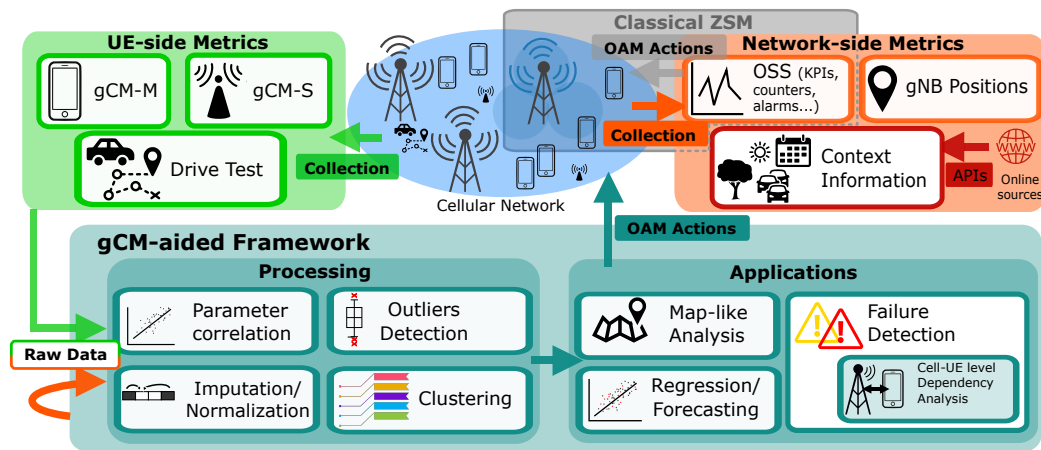 Classical ZSM
UE-side Metrics
OAM Actions
Network-side Metrics
gCM-M
gCM-S
OSS (KPIs,
counters,
alarms...)
gNB Positions
Collection
Drive Test
Collection
Context
Information
WWW
APIs
Online
sources
Cellular Network
OAM Actions
gCM-aided Framework
Processing
Applications
Parameter
correlation
Outliers
Detection
Map-like
Analysis
Failure
Detection
Raw Data
Imputation/
Normalization
Clustering
Regression/
Forecasting
Cell-UE level
Dependency
Analysis